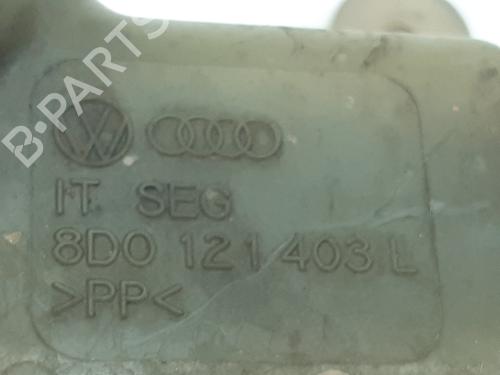 B-PARTS
IT SEG
8D0 121 403 L
>PP<